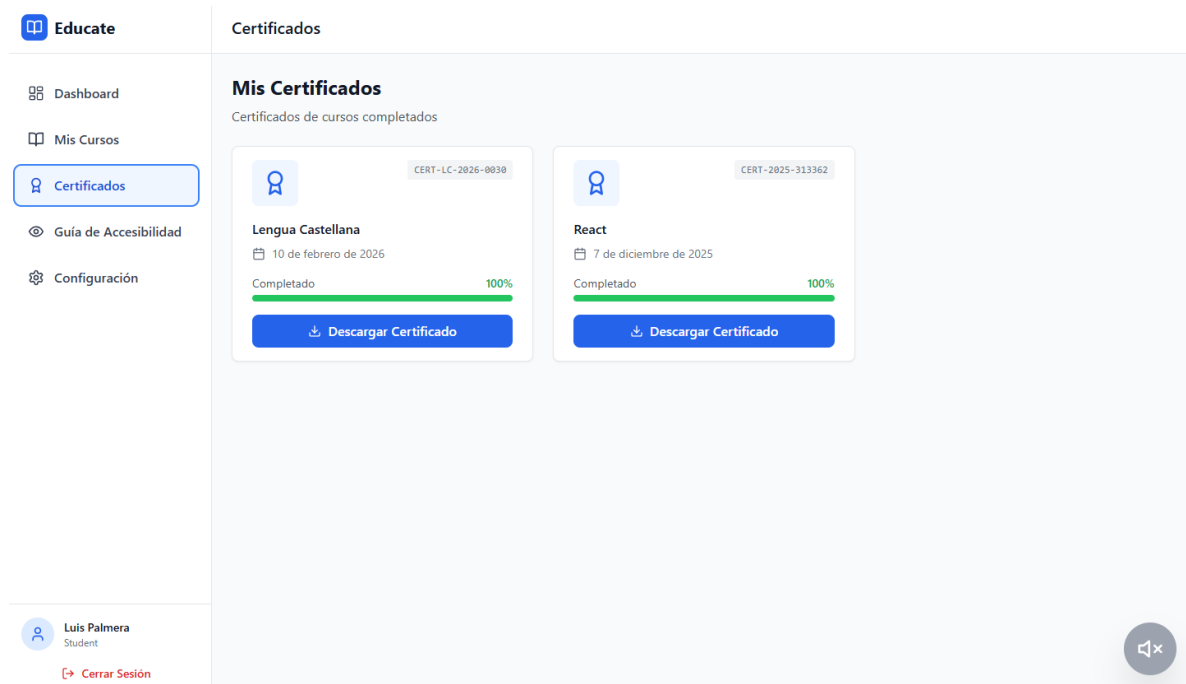 Educate
Dashboard
Mis Cursos
Certificados
Guía de Accesibilidad
Configuración
Luis Palmera
Student
Cerrar Sesión
Certificados
Mis Certificados
Certificados de cursos completados
CERT-LC-2026-0030
Lengua Castellana
10 de febrero de 2026
Completado 100%
Descargar Certificado
CERT-2025-313362
React
7 de diciembre de 2025
Completado 100%
Descargar Certificado